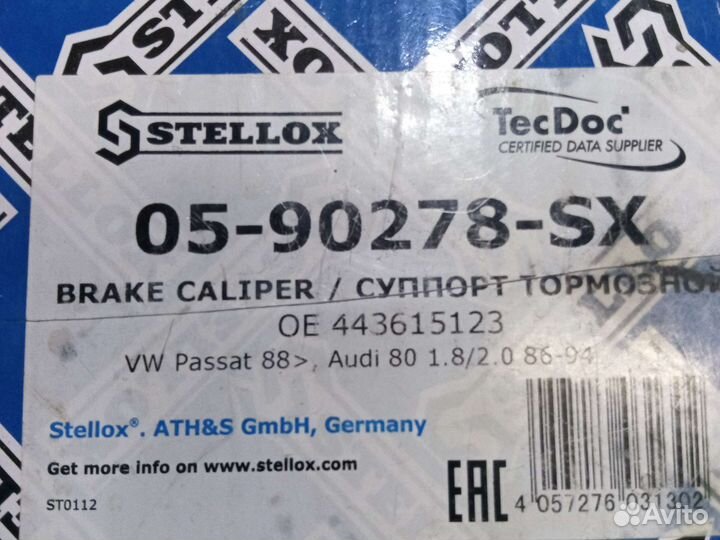 STELLOX
TecDoc
CERTIFIED DATA SUPPLIER
05-90278-SX
BRAKE CALIPER / СУППОРТ ТОРМОЗНОЙ
OE 443615123
VW Passat 88>, Audi 80 1.8/2.0 86-94
Stellox®. ATH&S GmbH, Germany
Get more info on www.stellox.com
ST0112
EAC
4 057276 031302
Avito